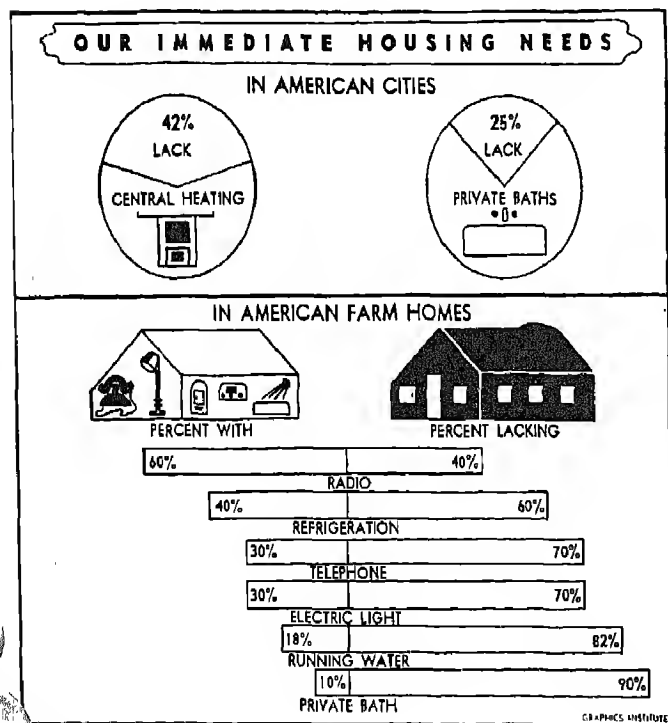 OUR IMMEDIATE HOUSING NEEDS
IN AMERICAN CITIES
42%
LACK
CENTRAL HEATING
25%
LACK
PRIVATE BATHS
IN AMERICAN FARM HOMES
PERCENT WITH
PERCENT LACKING
60% 40%
RADIO
40% 60%
REFRIGERATION
30% 70%
TELEPHONE
30% 70%
ELECTRIC LIGHT
18% 82%
RUNNING WATER
10% 90%
PRIVATE BATH
GRAPHICS INSTITUTE